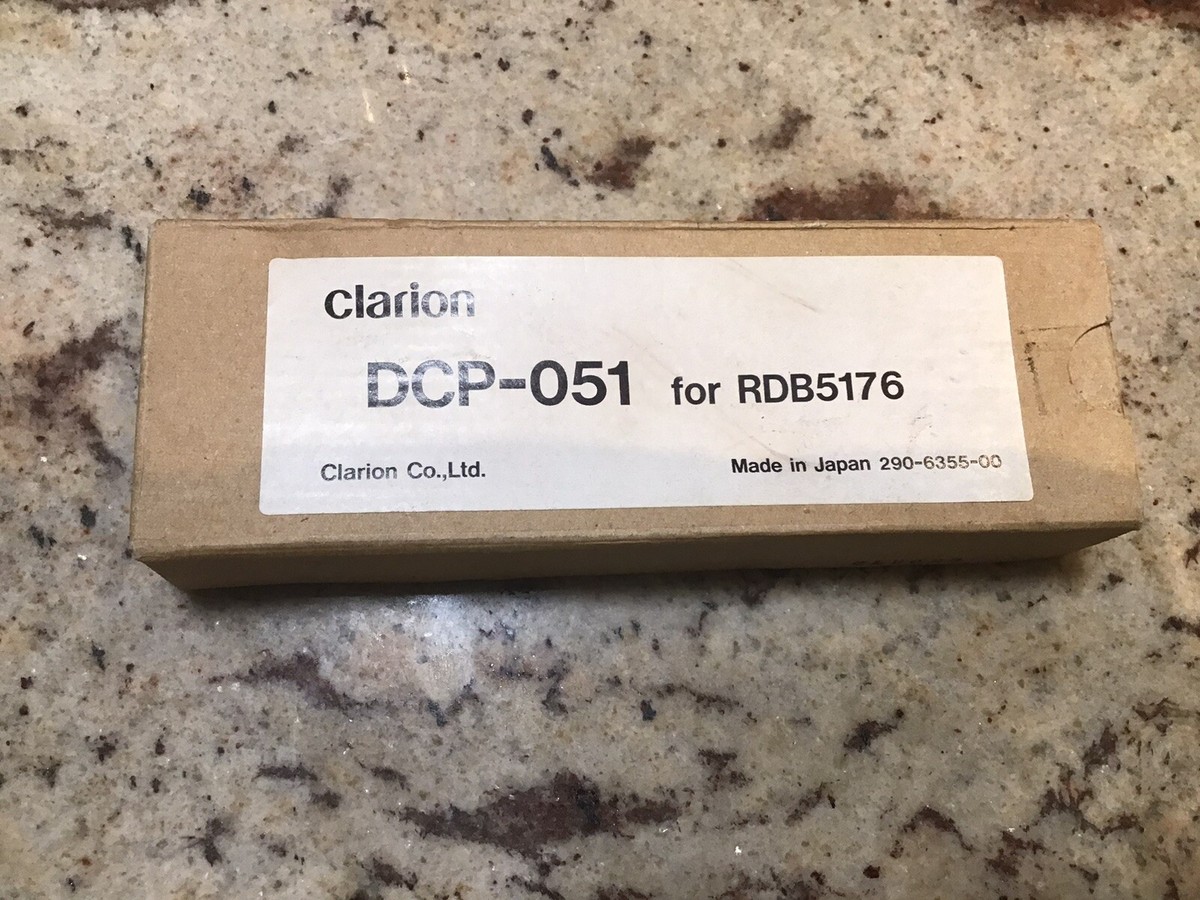 clarion
DCP-051 for RDB5176
Clarion Co.,Ltd. Made in Japan 290-6355-00